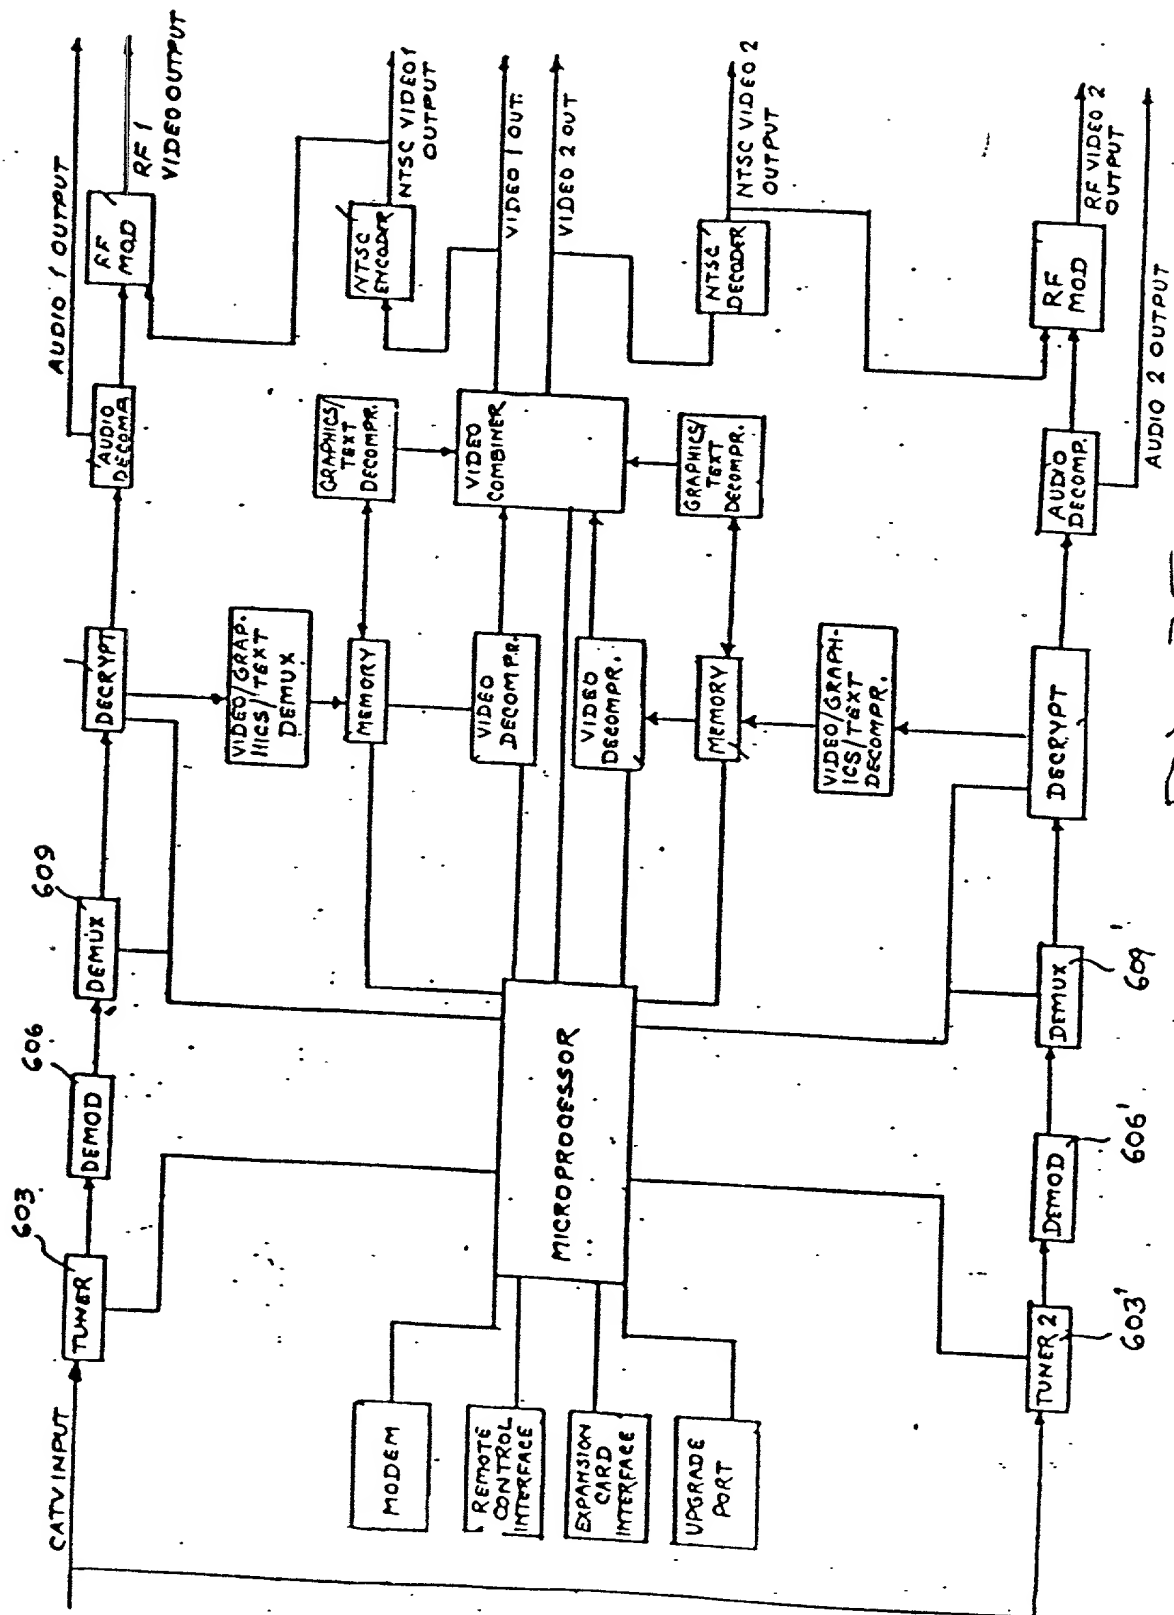 CATV INPUT
603
TUNER
606
DEMOD
609
DEMUX
DECRYPT
AUDIO
DECOMP.
AUDIO 1 OUTPUT
RF
MOD
RF 1
VIDEO OUTPUT
VIDEO/GRAP.
HICS/TEXT
DEMUX
MEMORY
GRAPHICS/
TEXT
DECOMPR.
NTSC
ENCODER
NTSC VIDEO 1
OUTPUT
VIDEO
DECOMPR.
VIDEO
COMBINER
VIDEO 1 OUT
VIDEO 2 OUT
MODEM
REMOTE
CONTROL
INTERFACE
EXPANSION
CARD
INTERFACE
UPGRADE
PORT
MICROPROCESSOR
VIDEO
DECOMPR.
MEMORY
GRAPHICS/
TEXT
DECOMPR.
NTSC
DECODER
NTSC VIDEO 2
OUTPUT
VIDEO/GRAPH-
ICS/TEXT
DECOMPR.
TUNER 2
603'
DEMOD
606'
DEMUX
609'
DECRYPT
AUDIO
DECOMP.
RF
MOD
RF VIDEO 2
OUTPUT
AUDIO 2 OUTPUT